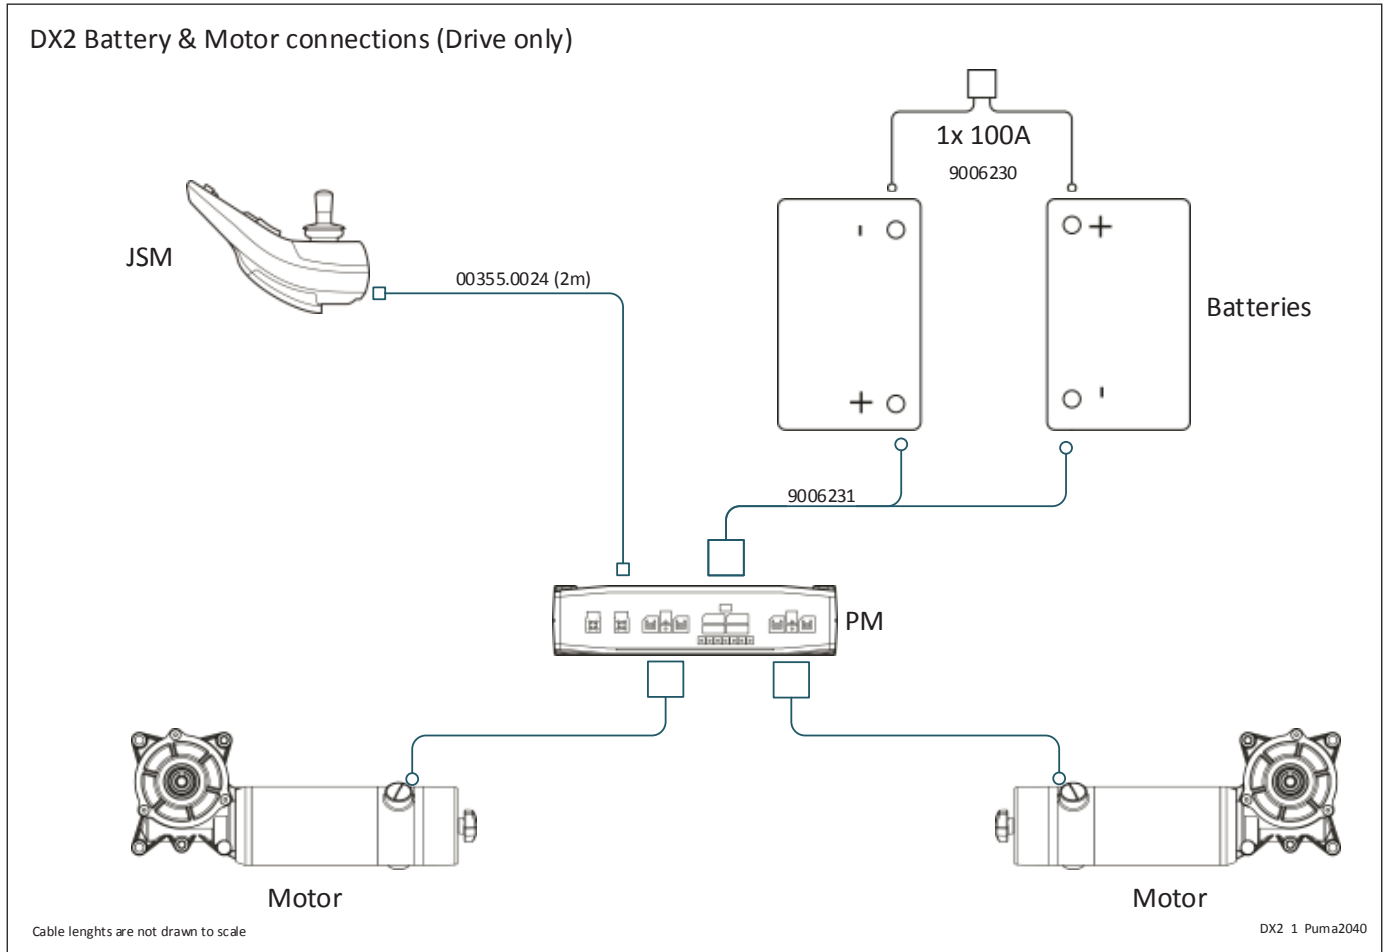 DX2 Battery & Motor connections (Drive only)
1x 100A
9006230
- +
JSM
00355.0024 (2m)
Batteries
+ -
9006231
PM
Motor
Motor
Cable lenghts are not drawn to scale
DX2 1 Puma2040